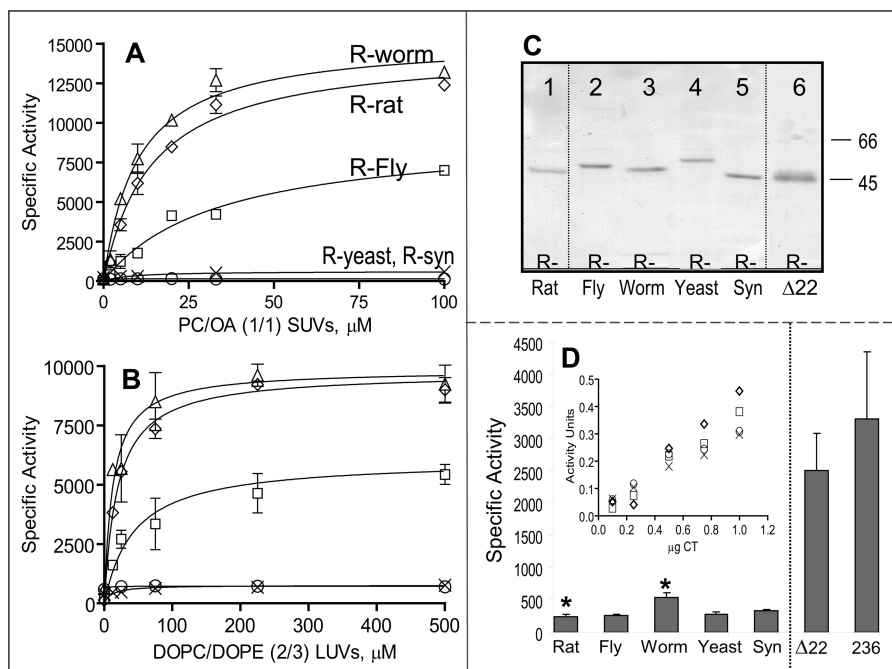 A
15000
12500
10000
7500
5000
2500
0
Specific Activity
R-worm
R-rat
R-Fly
R-yeast, R-syn
0 25 50 75 100
PC/OA (1/1) SUVs, µM
B
10000
7500
5000
2500
0
Specific Activity
0 100 200 300 400 500
DOPC/DOPE (2/3) LUVs, µM
C
1 2 3 4 5 6
66
45
R- R- R- R- R- R-
Rat Fly Worm Yeast Syn Δ22
D
4500
4000
3500
3000
2500
2000
1500
1000
500
0
Specific Activity
0.5
0.4
0.3
0.2
0.1
0.0
Activity Units
0.0 0.2 0.4 0.6 0.8 1.0 1.2
µg CT
* *
Rat Fly Worm Yeast Syn Δ22 236